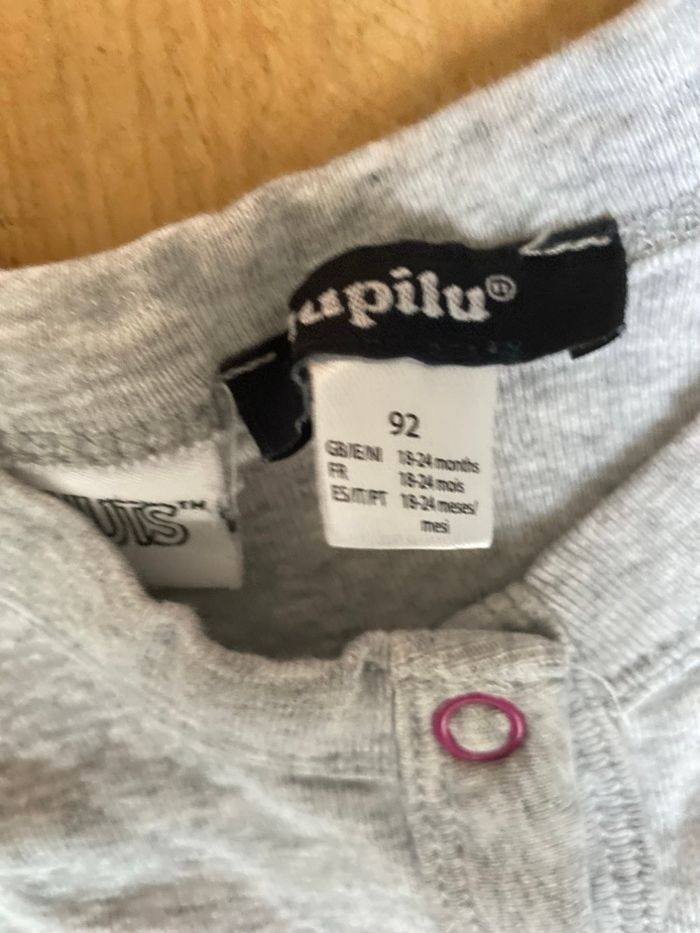 upilu®
92
GB/IE/NI 18-24 months
FR 18-24 mois
ES/IT/PT 18-24 meses/
mesi
UTS™